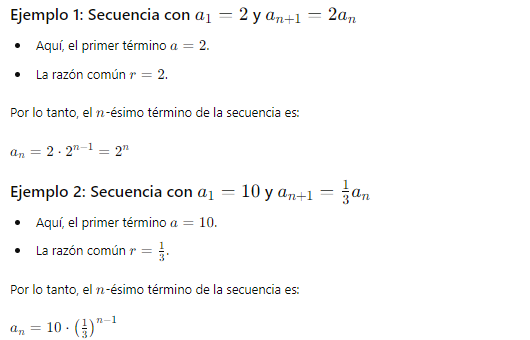 Ejemplo 1: Secuencia con $a_1 = 2$ y $a_{n+1} = 2a_n$
• Aquí, el primer término $a = 2$.
• La razón común $r = 2$.
Por lo tanto, el $n$-ésimo término de la secuencia es:
$a_n = 2 \cdot 2^{n-1} = 2^n$
Ejemplo 2: Secuencia con $a_1 = 10$ y $a_{n+1} = \frac{1}{3}a_n$
• Aquí, el primer término $a = 10$.
• La razón común $r = \frac{1}{3}$.
Por lo tanto, el $n$-ésimo término de la secuencia es:
$a_n = 10 \cdot \left(\frac{1}{3}\right)^{n-1}$